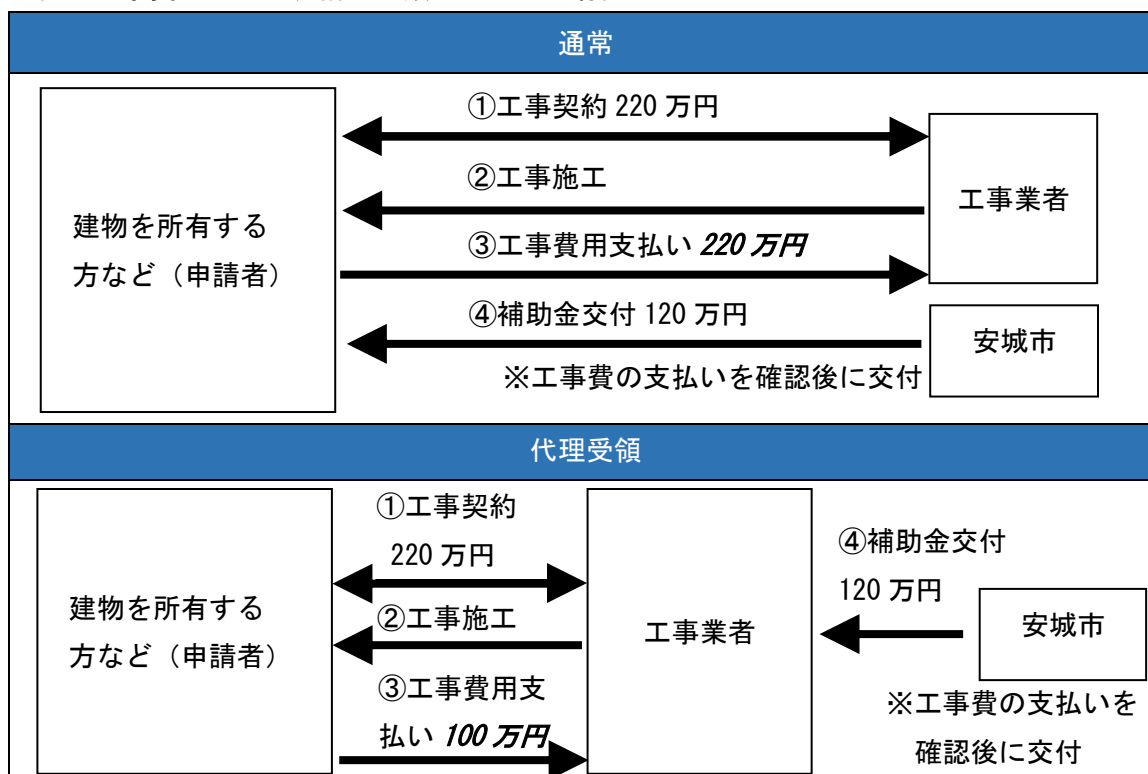 通常
①工事契約 220 万円
②工事施工
工事業者
建物を所有する
方など（申請者）
③工事費用支払い 220 万円
④補助金交付 120 万円
安城市
※工事費の支払いを確認後に交付
代理受領
①工事契約
220 万円
②工事施工
建物を所有する
方など（申請者）
③工事費用支
払い 100 万円
工事業者
④補助金交付
120 万円
安城市
※工事費の支払いを
確認後に交付